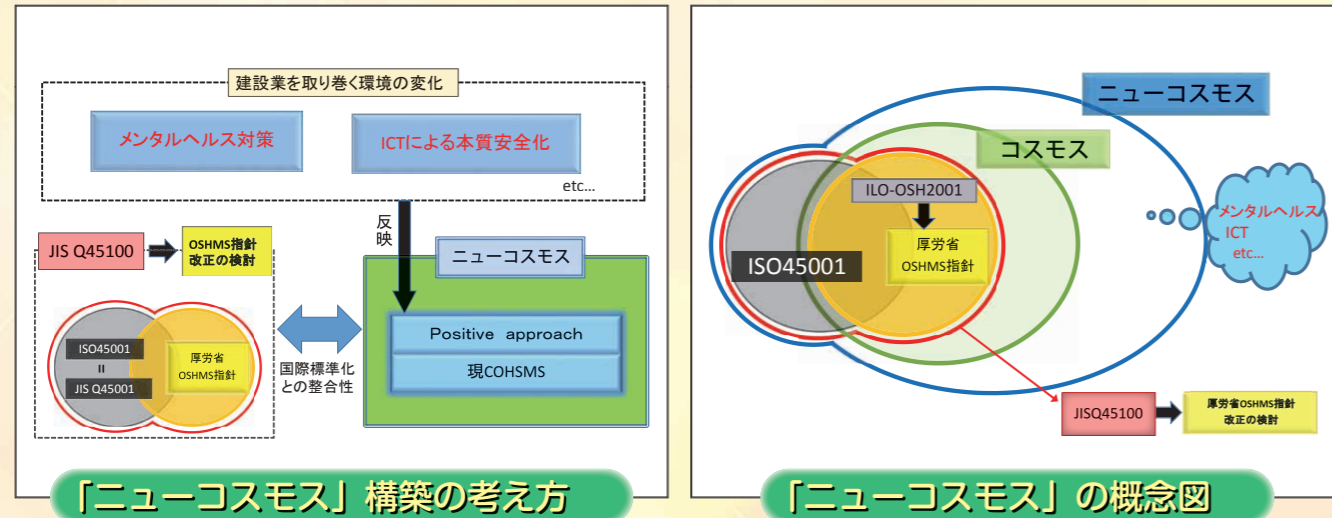 建設業を取り巻く環境の変化
メンタルヘルス対策
ICTによる本質安全化
etc...
反映
JIS Q45100
OSHMS指針
改正の検討
ISO45001
=
JIS Q45001
厚労省
OSHMS指針
国際標準化
との整合性
ニューコスモス
Positive approach
現COHSMS
「ニューコスモス」構築の考え方
ニューコスモス
コスモス
ILO-OSH2001
厚労省
OSHMS指針
ISO45001
メンタルヘルス
ICT
etc...
JISQ45100
厚労省OSHMS指針
改正の検討
「ニューコスモス」の概念図